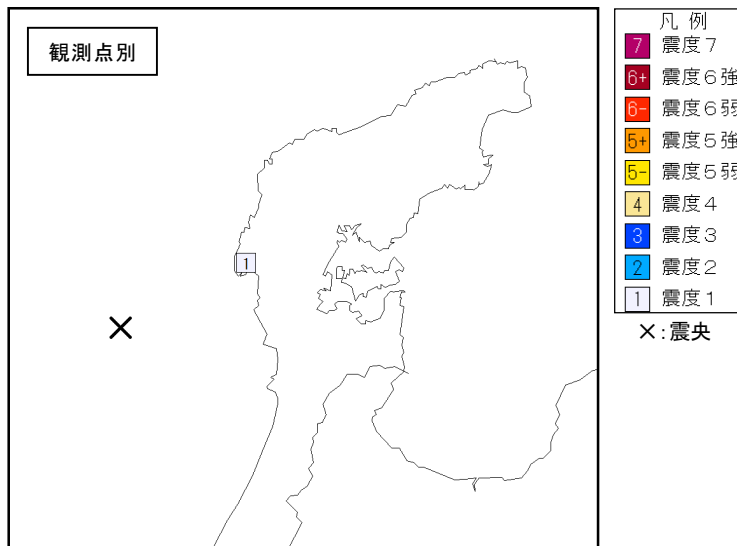 観測点別
1
凡 例
7 震度７
6+ 震度６強
6- 震度６弱
5+ 震度５強
5- 震度５弱
4 震度４
3 震度３
2 震度２
1 震度１
×:震央